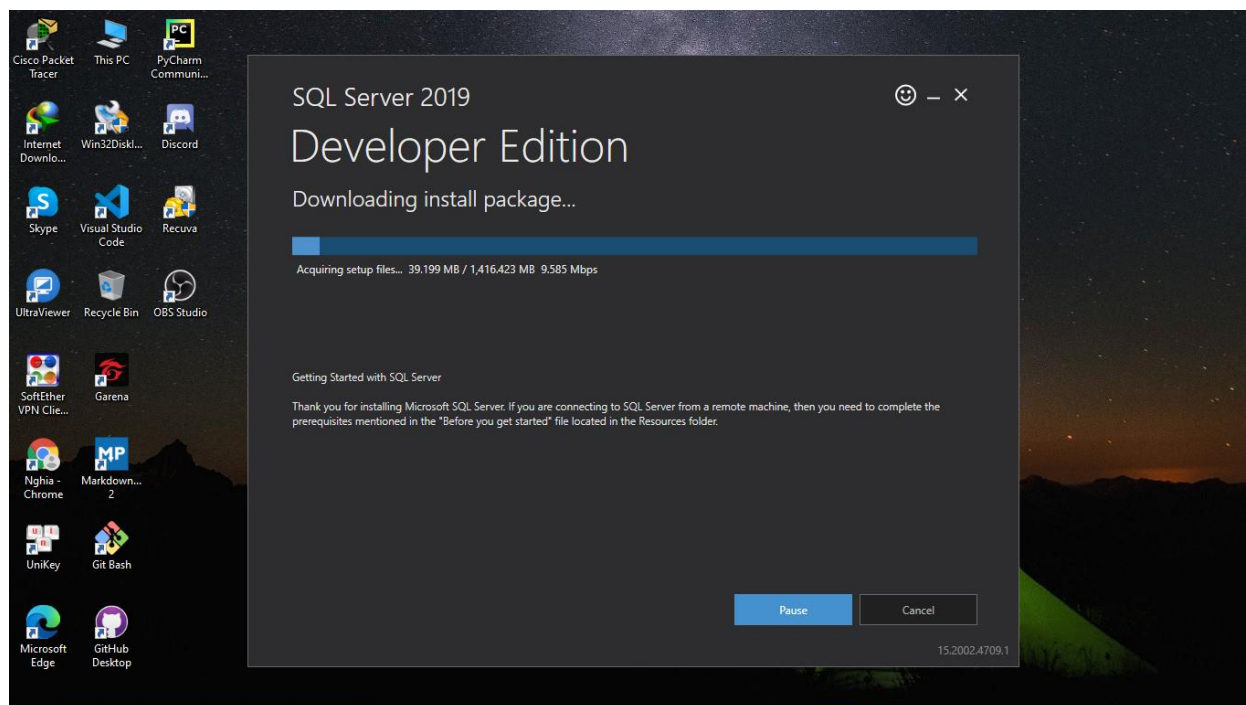 Cisco Packet
Tracer
This PC
PyCharm
Communi...
Internet
Downlo...
Win32DiskI...
Discord
Skype
Visual Studio
Code
Recuva
UltraViewer
Recycle Bin
OBS Studio
SoftEther
VPN Clie...
Garena
Nghia -
Chrome
Markdown...
2
UniKey
Git Bash
Microsoft
Edge
GitHub
Desktop
PC
S
MP
u i
n
SQL Server 2019
Developer Edition
Downloading install package...
Acquiring setup files... 39.199 MB / 1,416.423 MB 9.585 Mbps
Getting Started with SQL Server
Thank you for installing Microsoft SQL Server. If you are connecting to SQL Server from a remote machine, then you need to complete the
prerequisites mentioned in the "Before you get started" file located in the Resources folder.
Pause
Cancel
15.2002.4709.1